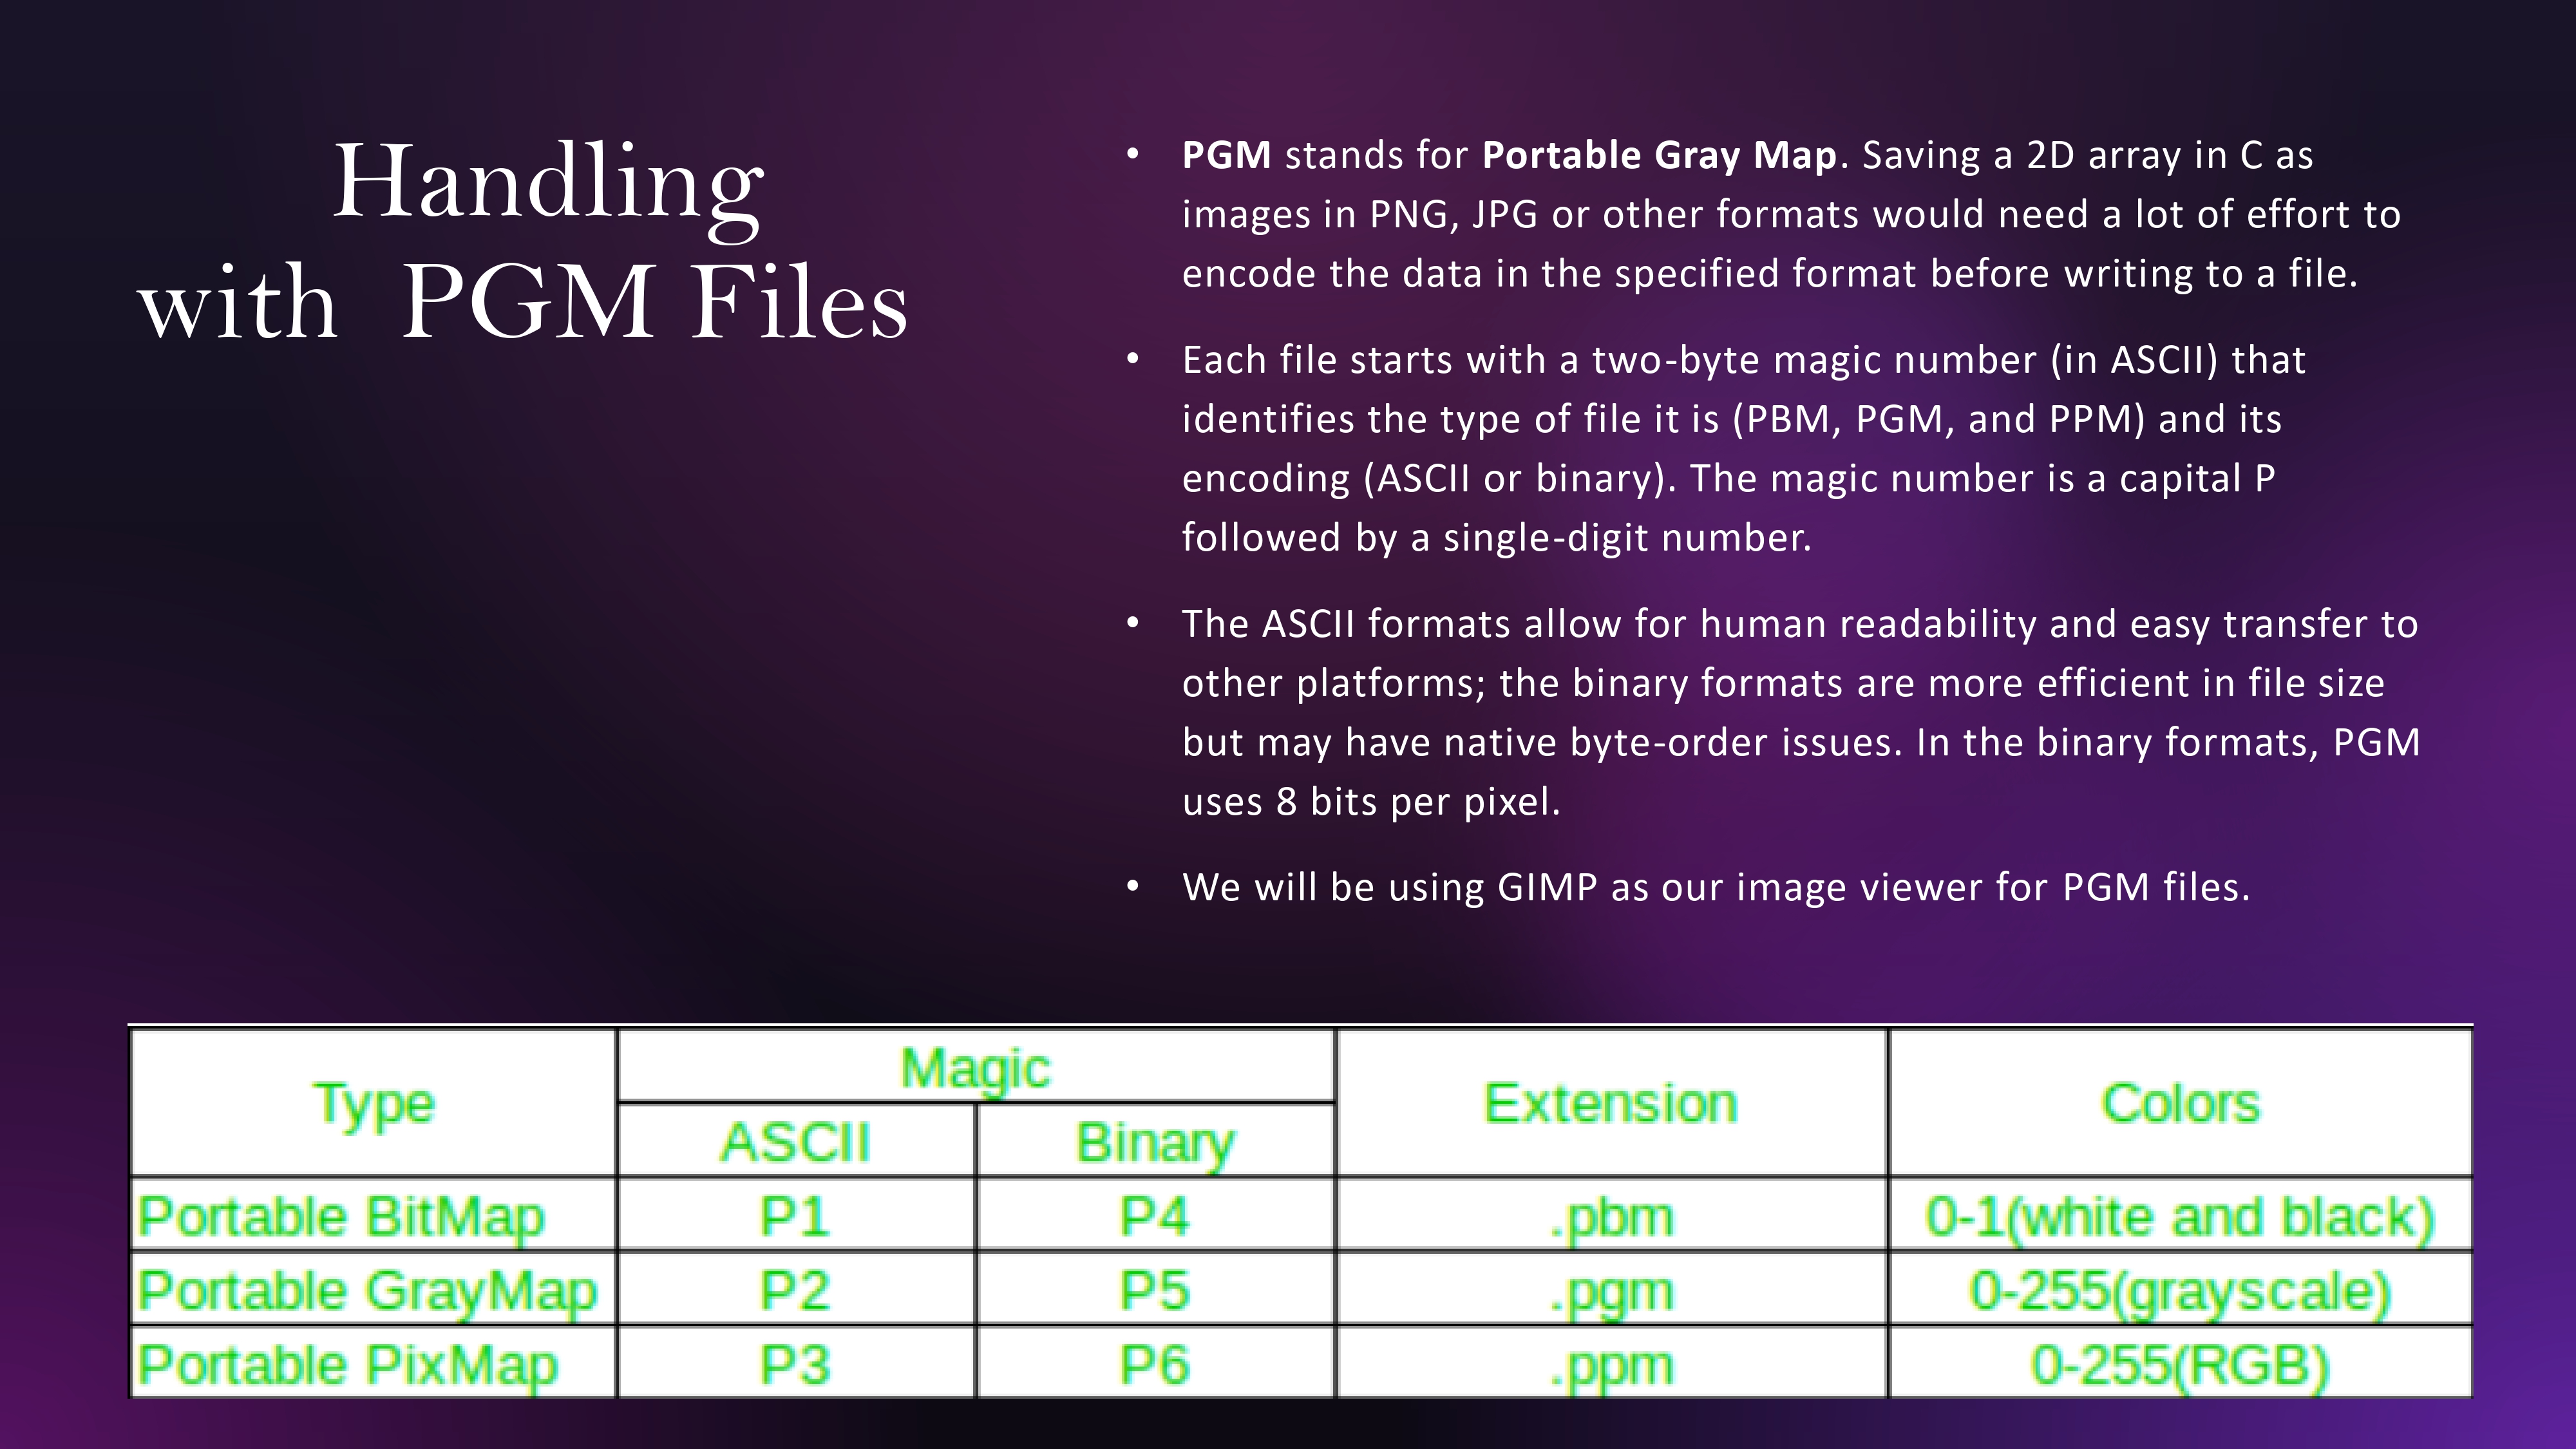 Handling
with  PGM Files
• PGM stands for Portable Gray Map. Saving a 2D array in C as
images in PNG, JPG or other formats would need a lot of effort to
encode the data in the specified format before writing to a file.
• Each file starts with a two-byte magic number (in ASCII) that
identifies the type of file it is (PBM, PGM, and PPM) and its
encoding (ASCII or binary). The magic number is a capital P
followed by a single-digit number.
• The ASCII formats allow for human readability and easy transfer to
other platforms; the binary formats are more efficient in file size
but may have native byte-order issues. In the binary formats, PGM
uses 8 bits per pixel.
• We will be using GIMP as our image viewer for PGM files.
Type Magic Extension Colors
ASCII Binary
Portable BitMap P1 P4 .pbm 0-1(white and black)
Portable GrayMap P2 P5 .pgm 0-255(grayscale)
Portable PixMap P3 P6 .ppm 0-255(RGB)